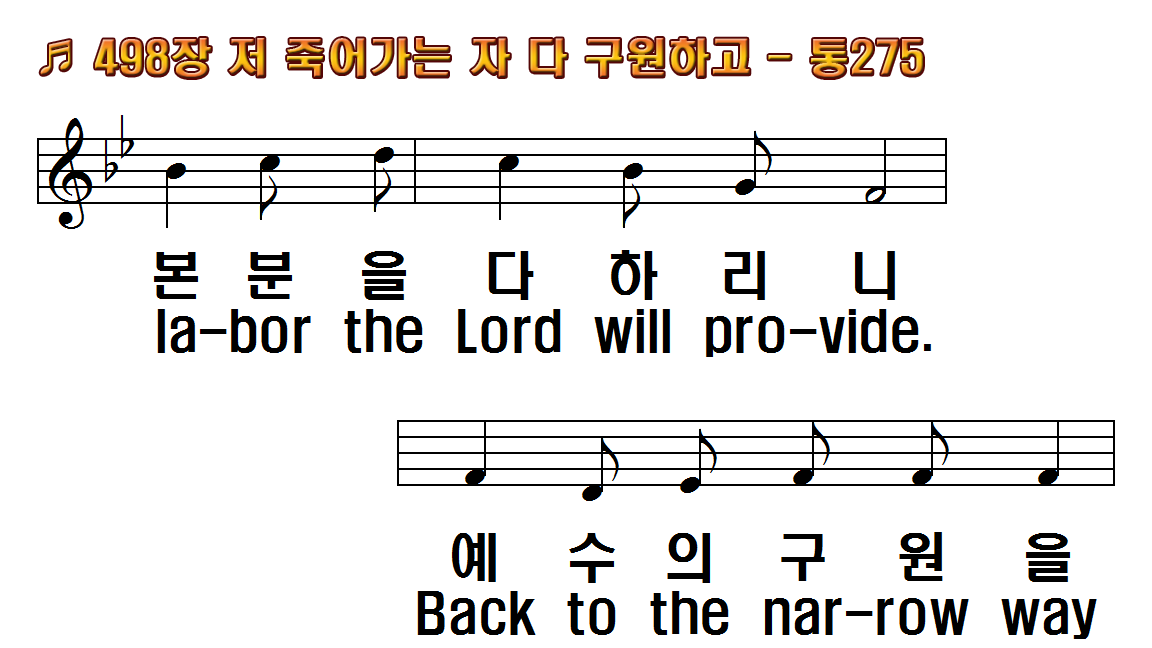 ♬ 498장 저 죽어가는 자 다 구원하고 - 통275
본 분 을 다 하 리 니
la-bor the Lord will pro-vide.
예 수 의 구 원 을
Back to the nar-row way